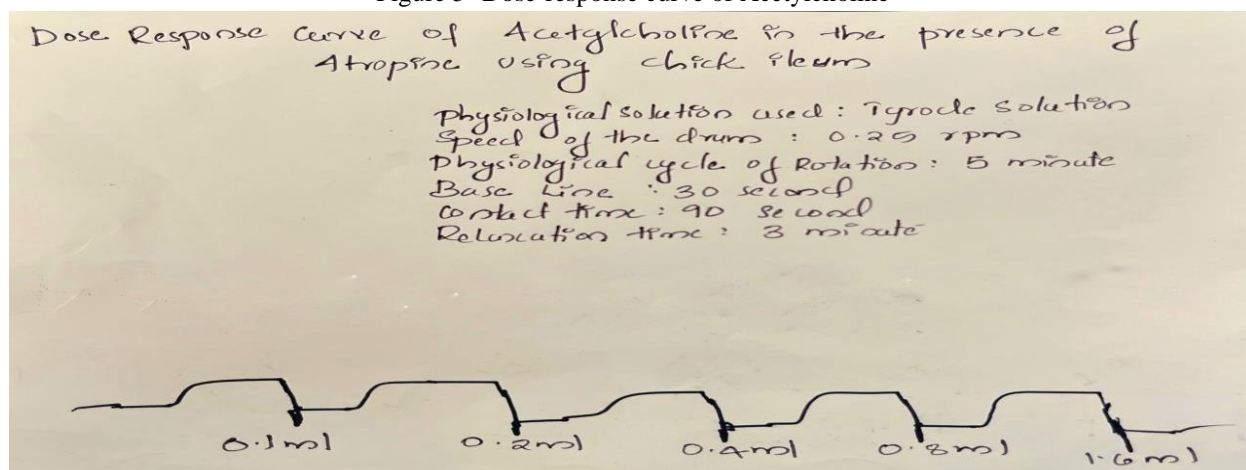 Figure 3 Dose response curve of Acetylcholine
Dose Response Curve of Acetylcholine in the presence of
Atropine using chick ileum
Physiological solution used : Tyrode solution
Speed of the drum : 0.25 rpm
Physiological cycle of Rotation : 5 minute
Base Line : 30 second
Contact time : 90 second
Relaxation time : 3 minute
0.1ml 0.2ml 0.4ml 0.8ml 1.6ml